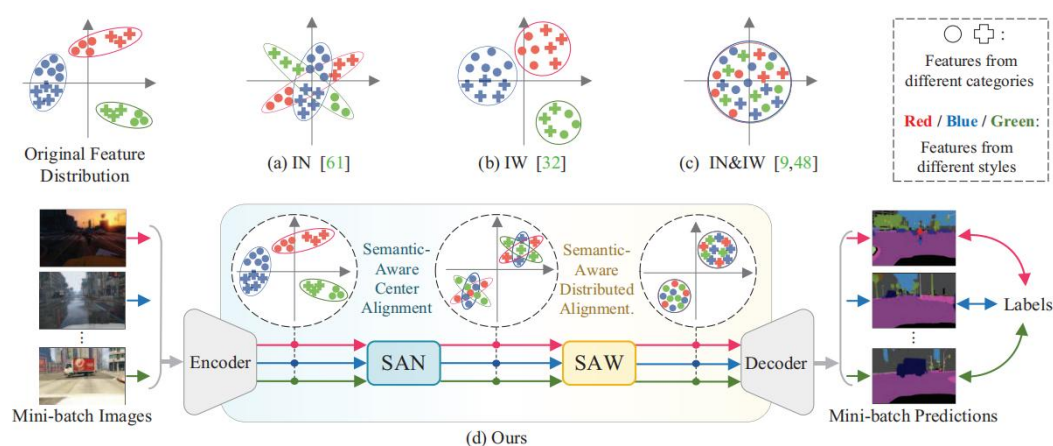 Original Feature
Distribution
(a) IN [61]
(b) IW [32]
(c) IN&IW [9,48]
:
Features from
different categories
Red / Blue / Green:
Features from
different styles
Semantic-
Aware
Center
Alignment
Semantic-
Aware
Distributed
Alignment.
Encoder
SAN
SAW
Decoder
Labels
Mini-batch Images
(d) Ours
Mini-batch Predictions